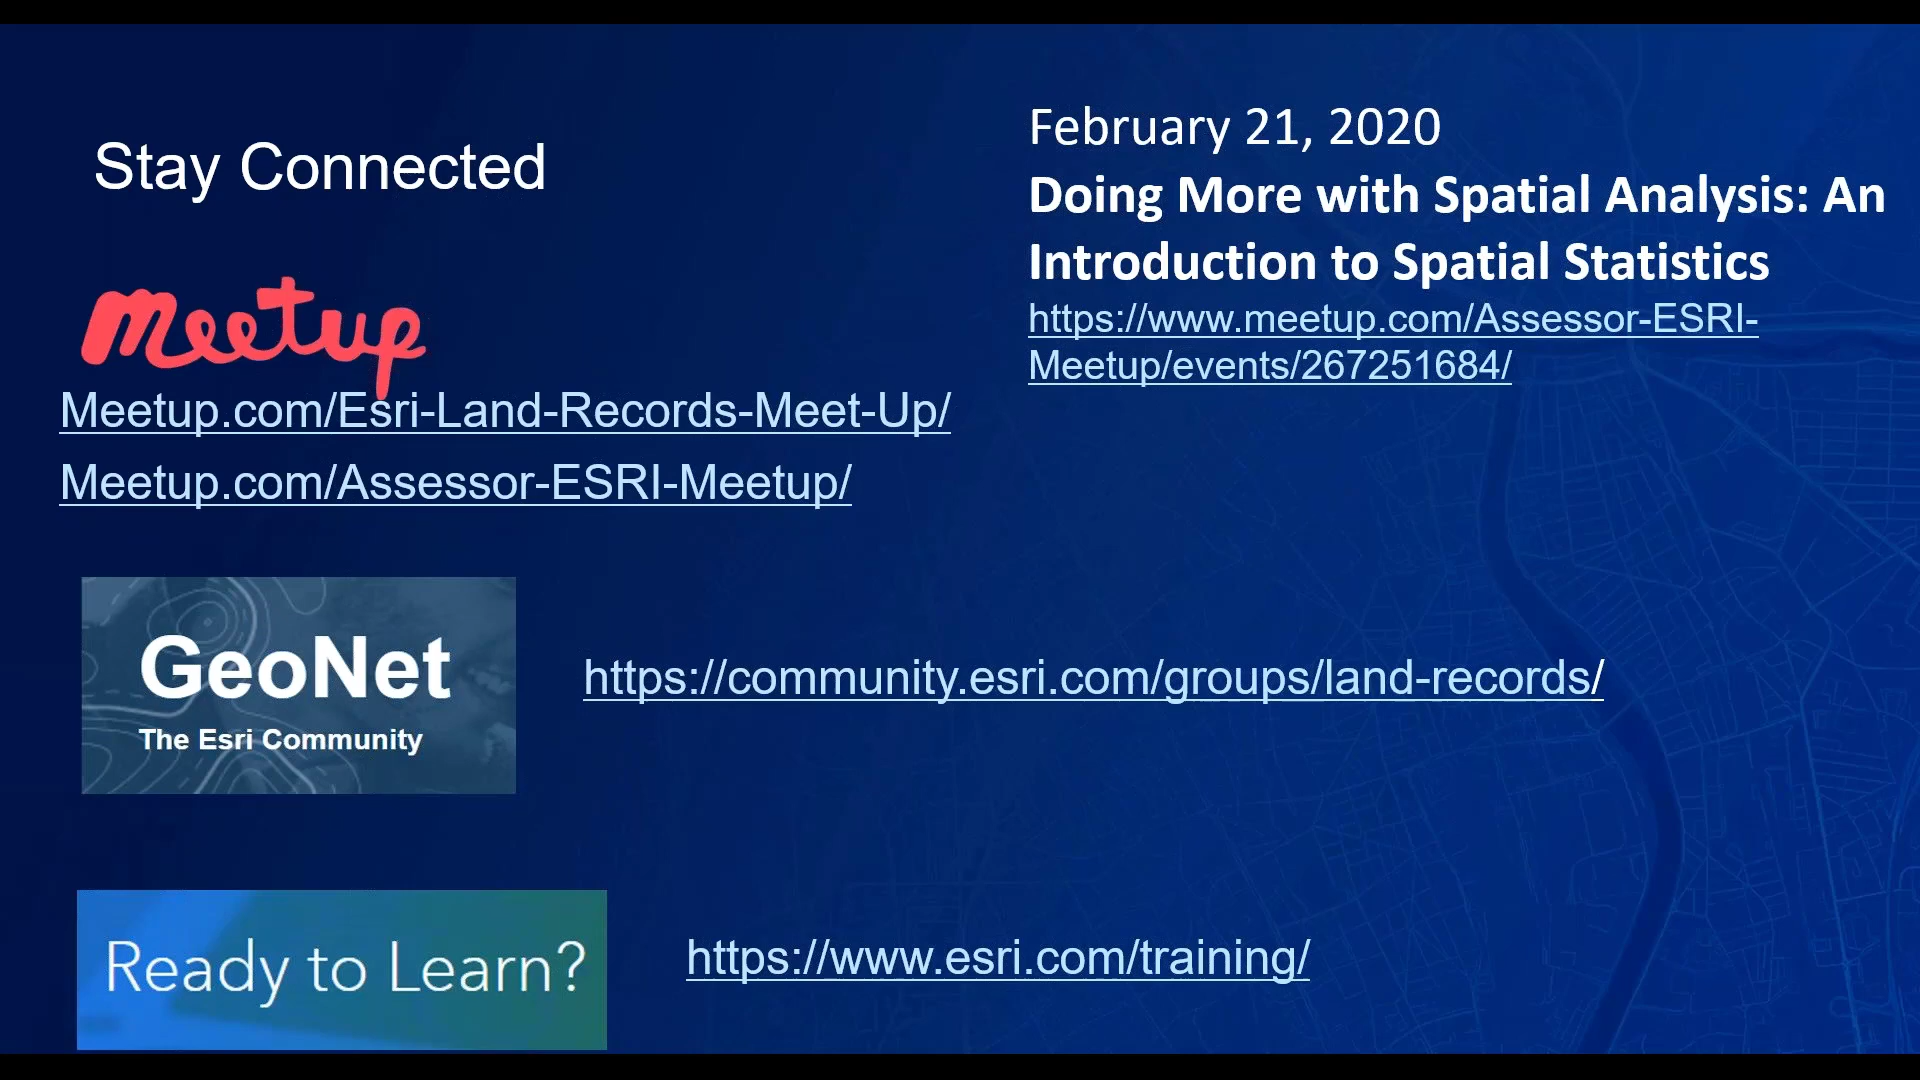 Stay Connected
meetup
Meetup.com/Esri-Land-Records-Meet-Up/
Meetup.com/Assessor-ESRI-Meetup/
February 21, 2020
Doing More with Spatial Analysis: An
Introduction to Spatial Statistics
https://www.meetup.com/Assessor-ESRI-
Meetup/events/267251684/
GeoNet
The Esri Community
https://community.esri.com/groups/land-records/
Ready to Learn?
https://www.esri.com/training/